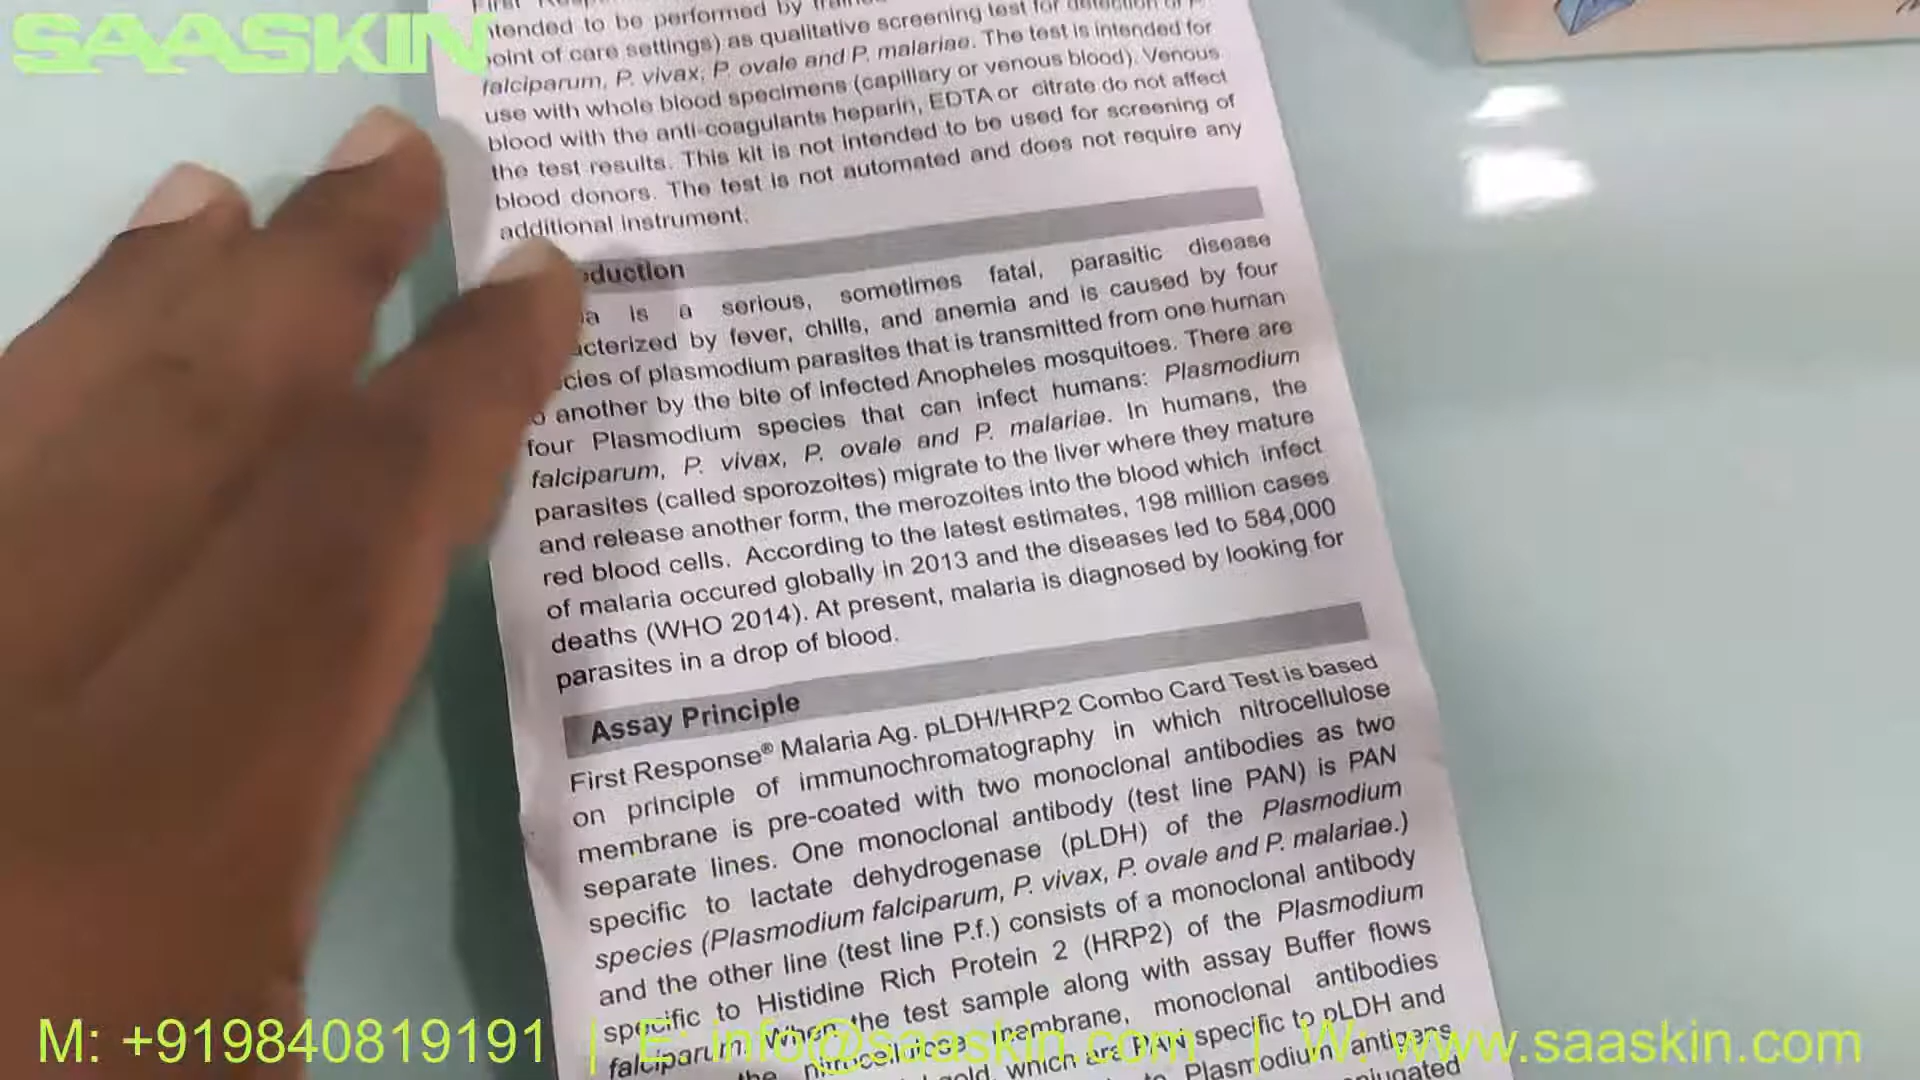 SAASKIN
intended to be performed by
point of care settings) as qualitative screening test for detection of P.
falciparum, P. vivax, P ovale and P. malariae. The test is intended for
use with whole blood specimens (capillary or venous blood). Venous
blood with the anti-coagulants heparin, EDTA or citrate do not affect
the test results. This kit is not intended to be used for screening of
blood donors. The test is not automated and does not require any
additional instrument.
duction
a is a serious, sometimes fatal, parasitic disease
acterized by fever, chills, and anemia and is caused by four
cies of plasmodium parasites that is transmitted from one human
o another by the bite of infected Anopheles mosquitoes. There are
four Plasmodium species that can infect humans: Plasmodium
falciparum, P. vivax, P. ovale and P. malariae. In humans, the
parasites (called sporozoites) migrate to the liver where they mature
and release another form, the merozoites into the blood which infect
red blood cells. According to the latest estimates, 198 million cases
of malaria occured globally in 2013 and the diseases led to 584,000
deaths (WHO 2014). At present, malaria is diagnosed by looking for
parasites in a drop of blood.
Assay Principle
First Response® Malaria Ag. pLDH/HRP2 Combo Card Test is based
on principle of immunochromatography in which nitrocellulose
membrane is pre-coated with two monoclonal antibodies as two
separate lines. One monoclonal antibody (test line PAN) is PAN
specific to lactate dehydrogenase (pLDH) of the Plasmodium
species (Plasmodium falciparum, P. vivax, P. ovale and P. malariae.)
and the other line (test line P.f.) consists of a monoclonal antibody
specific to Histidine Rich Protein 2 (HRP2) of the Plasmodium
falciparum. When the test sample along with assay Buffer flows
the nitrocellulose membrane, monoclonal antibodies
gold, which are PAN specific to pLDH and
to Plasmodium antigens
M: +919840819191 | E: info@saaskin.com | W: www.saaskin.com